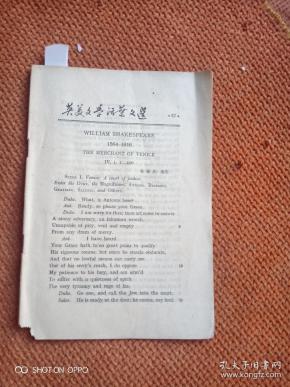 英美文学活叶文选
WILLIAM SHAKESPEARE
1564-1616
THE MERCHANT OF VENICE
IV, i, 1-
SCENE I. Venice. A court of justice.
Enter the DUKE, the Magnificoes, ANTONIO, BASSANIO,
GRATIANO, SALERIO, and Others.
Duke. What, is Antonio here?
Ant. Ready, so please your Grace.
Duke. I am sorry for thee; thou art come to answer
A stony adversary, an inhuman wretch,
Uncapable of pity, void and empty
From any dram of mercy.
Ant. I have heard
Your Grace hath ta'en great pains to qualify
His rigorous course; but since he stands obdurate,
And that no lawful means can carry me
Out of his envy's reach, I do oppose
My patience to his fury, and am arm'd
To suffer with a quietness of spirit
The very tyranny and rage of his.
Duke. Go one, and call the Jew into the court.
Saler. He is ready at the door; he comes, my lord.
SHOT ON OPPO
孔夫子旧书网